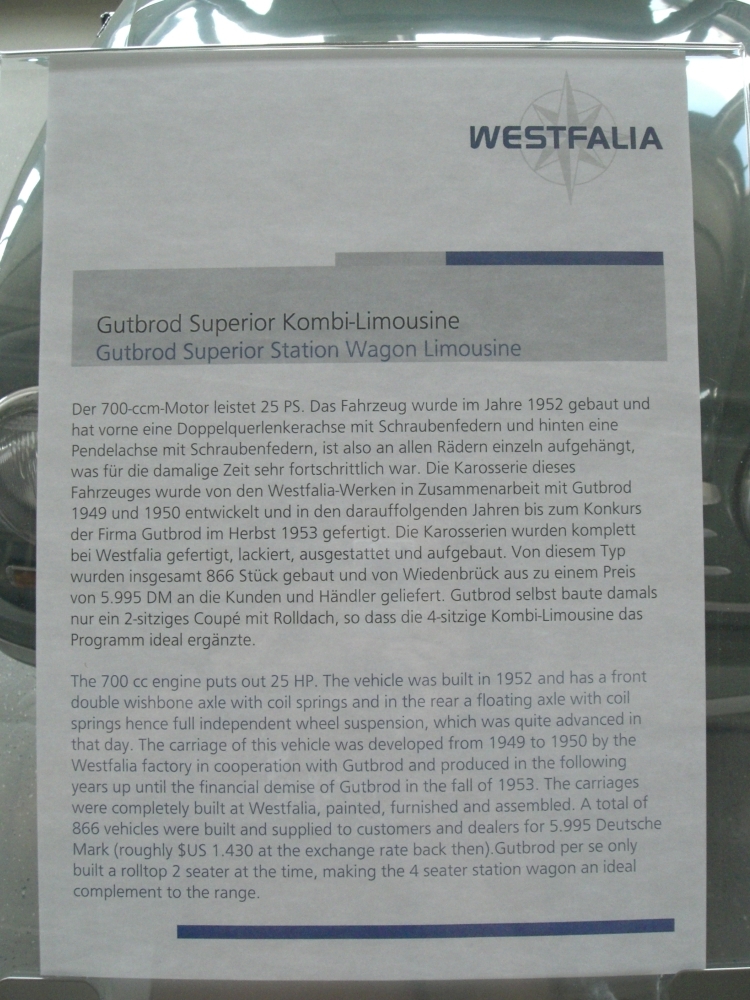 WESTFALIA
Gutbrod Superior Kombi-Limousine
Gutbrod Superior Station Wagon Limousine
Der 700-ccm-Motor leistet 25 PS. Das Fahrzeug wurde im Jahre 1952 gebaut und
hat vorne eine Doppelquerlenkerachse mit Schraubenfedern und hinten eine
Pendelachse mit Schraubenfedern, ist also an allen Rädern einzeln aufgehängt,
was für die damalige Zeit sehr fortschrittlich war. Die Karosserie dieses
Fahrzeuges wurde von den Westfalia-Werken in Zusammenarbeit mit Gutbrod
1949 und 1950 entwickelt und in den darauffolgenden Jahren bis zum Konkurs
der Firma Gutbrod im Herbst 1953 gefertigt. Die Karosserien wurden komplett
bei Westfalia gefertigt, lackiert, ausgestattet und aufgebaut. Von diesem Typ
wurden insgesamt 866 Stück gebaut und von Wiedenbrück aus zu einem Preis
von 5.995 DM an die Kunden und Händler geliefert. Gutbrod selbst baute damals
nur ein 2-sitziges Coupé mit Rolldach, so dass die 4-sitzige Kombi-Limousine das
Programm ideal ergänzte.
The 700 cc engine puts out 25 HP. The vehicle was built in 1952 and has a front
double wishbone axle with coil springs and in the rear a floating axle with coil
springs hence full independent wheel suspension, which was quite advanced in
that day. The carriage of this vehicle was developed from 1949 to 1950 by the
Westfalia factory in cooperation with Gutbrod and produced in the following
years up until the financial demise of Gutbrod in the fall of 1953. The carriages
were completely built at Westfalia, painted, furnished and assembled. A total of
866 vehicles were built and supplied to customers and dealers for 5.995 Deutsche
Mark (roughly $US 1.430 at the exchange rate back then).Gutbrod per se only
built a rolltop 2 seater at the time, making the 4 seater station wagon an ideal
complement to the range.